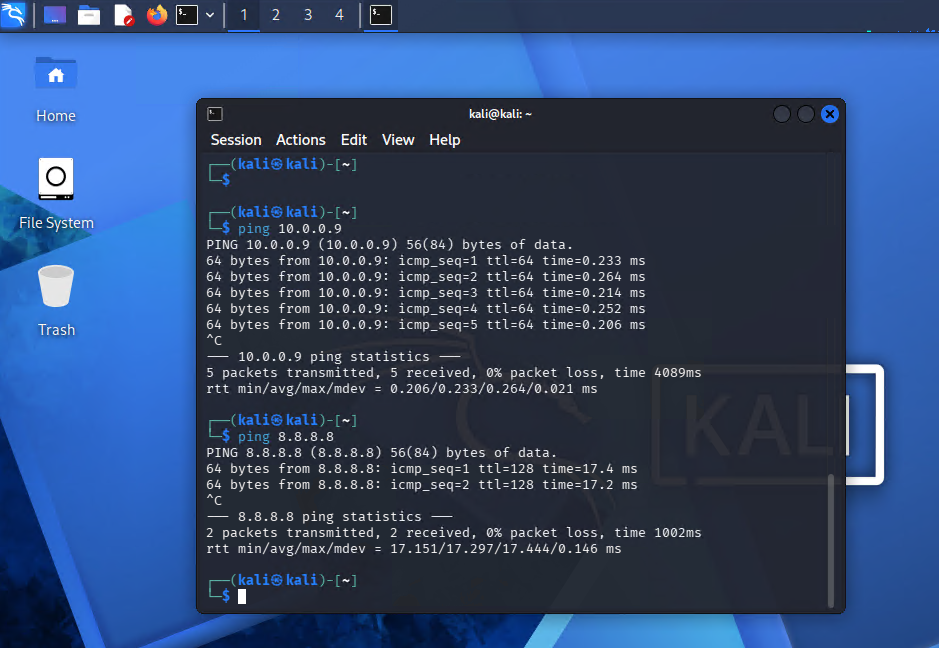 1 2 3 4
Home
File System
Trash
kali@kali: ~
Session Actions Edit View Help
┌──(kali㉿kali)-[~]
└─$
┌──(kali㉿kali)-[~]
└─$ ping 10.0.0.9
PING 10.0.0.9 (10.0.0.9) 56(84) bytes of data.
64 bytes from 10.0.0.9: icmp_seq=1 ttl=64 time=0.233 ms
64 bytes from 10.0.0.9: icmp_seq=2 ttl=64 time=0.264 ms
64 bytes from 10.0.0.9: icmp_seq=3 ttl=64 time=0.214 ms
64 bytes from 10.0.0.9: icmp_seq=4 ttl=64 time=0.252 ms
64 bytes from 10.0.0.9: icmp_seq=5 ttl=64 time=0.206 ms
^C
--- 10.0.0.9 ping statistics ---
5 packets transmitted, 5 received, 0% packet loss, time 4089ms
rtt min/avg/max/mdev = 0.206/0.233/0.264/0.021 ms
┌──(kali㉿kali)-[~]
└─$ ping 8.8.8.8
PING 8.8.8.8 (8.8.8.8) 56(84) bytes of data.
64 bytes from 8.8.8.8: icmp_seq=1 ttl=128 time=17.4 ms
64 bytes from 8.8.8.8: icmp_seq=2 ttl=128 time=17.2 ms
^C
--- 8.8.8.8 ping statistics ---
2 packets transmitted, 2 received, 0% packet loss, time 1002ms
rtt min/avg/max/mdev = 17.151/17.297/17.444/0.146 ms
┌──(kali㉿kali)-[~]
└─$
KALI